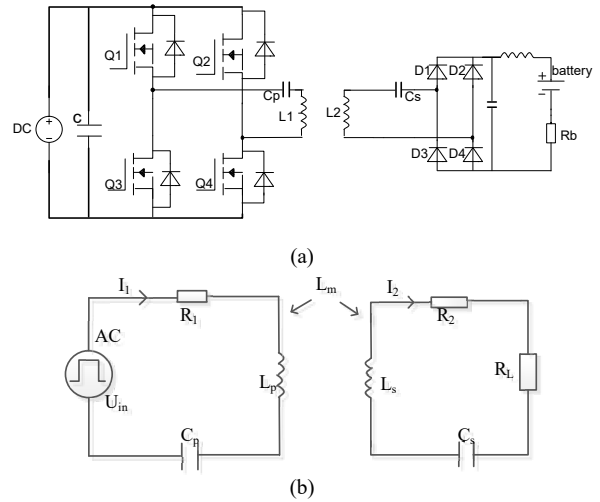 Q1
Q2
D1
D2
battery
Cp
Cs
L1
L2
DC
C
Rb
Q3
Q4
D3
D4
(a)
I1
R1
Lm
I2
R2
AC
Uin
Lp
Ls
RL
Cp
Cs
(b)